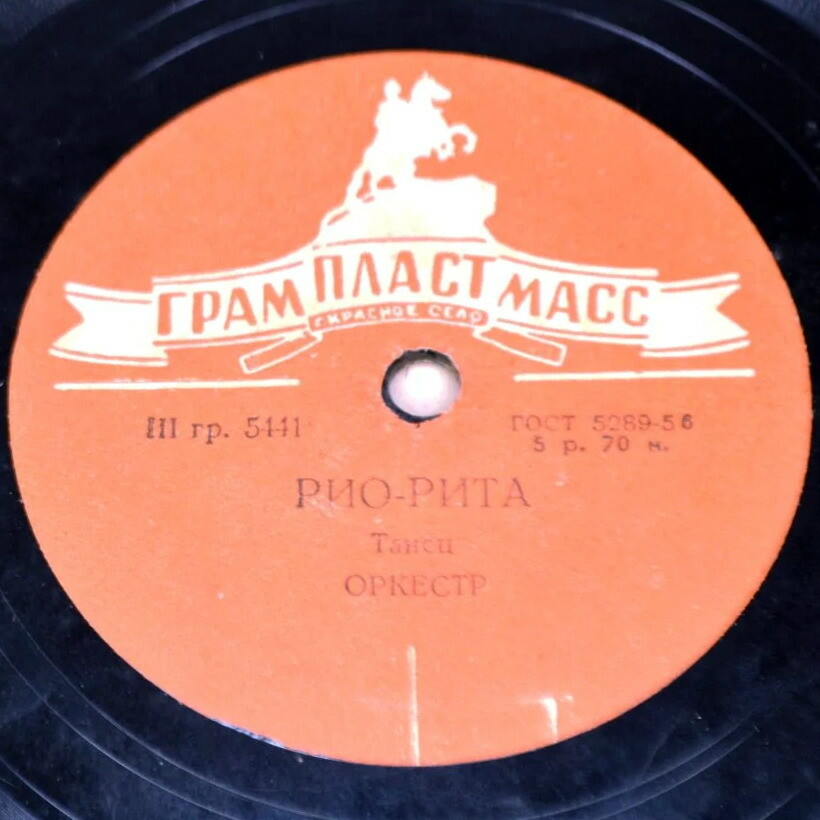 ГРАМПЛАСТМАСС
г. КРАСНОЕ СЕЛО
III гр. 5441
ГОСТ 5289-56
5 р. 70 к.
РИО-РИТА
Танец
ОРКЕСТР